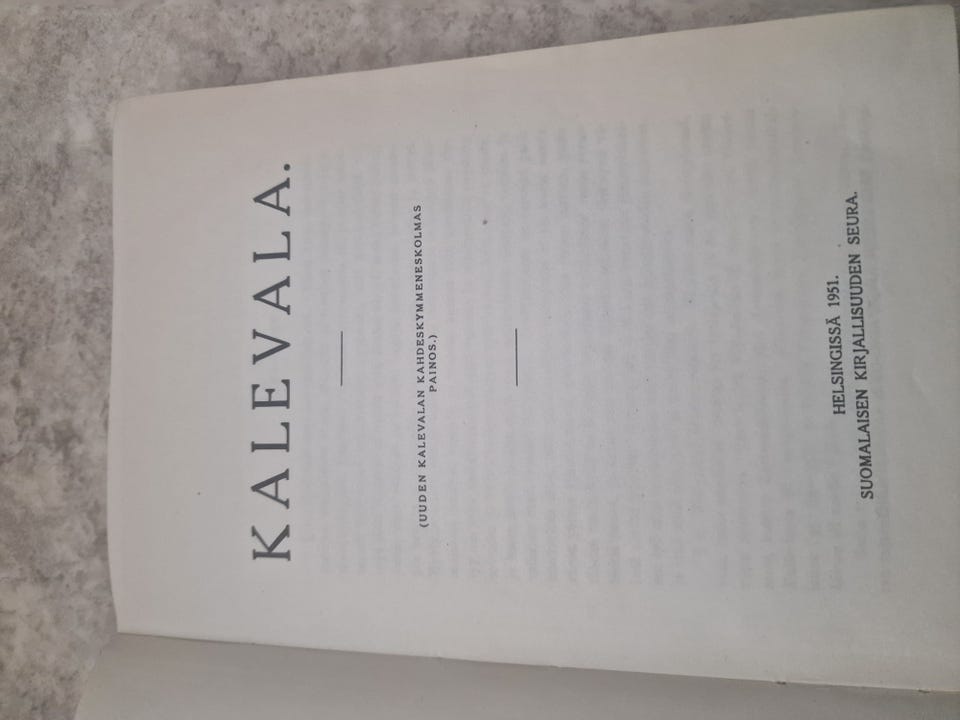 KALEVALA.
(UUDEN KALEVALAN KAHDESKYMMENESKOLMAS
PAINOS.)
HELSINGISSÄ 1951.
SUOMALAISEN KIRJALLISUUDEN SEURA.